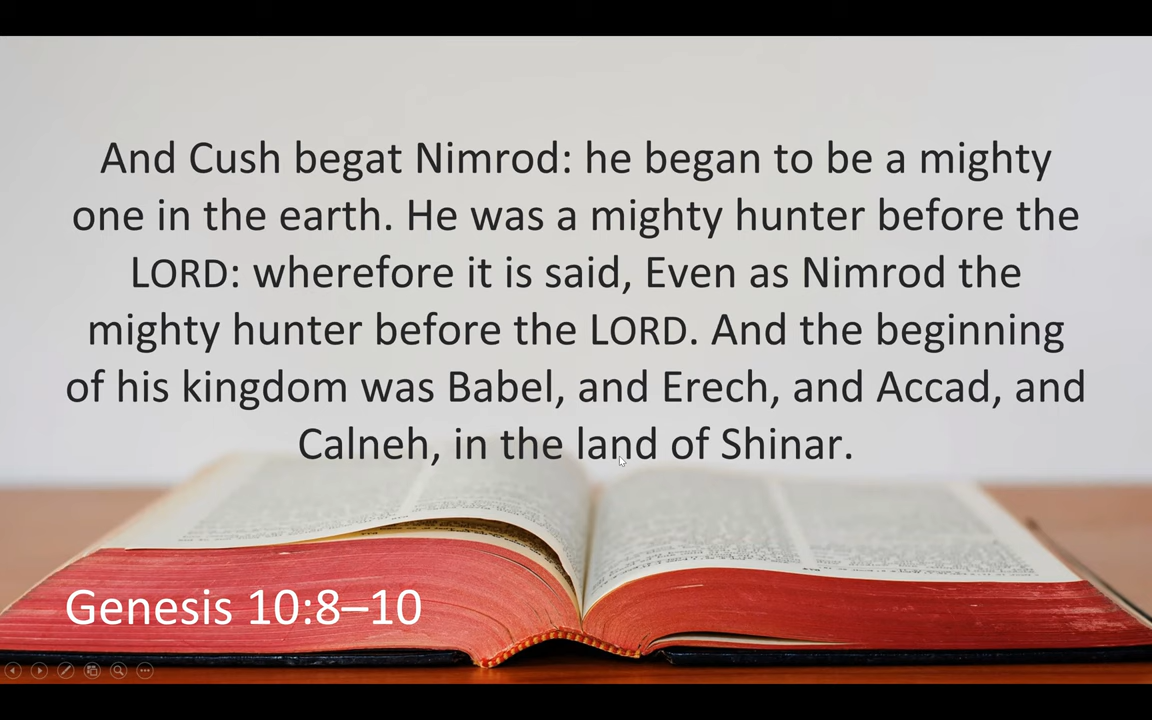 And Cush begat Nimrod: he began to be a mighty
one in the earth. He was a mighty hunter before the
LORD: wherefore it is said, Even as Nimrod the
mighty hunter before the LORD. And the beginning
of his kingdom was Babel, and Erech, and Accad, and
Calneh, in the land of Shinar.
Genesis 10:8–10